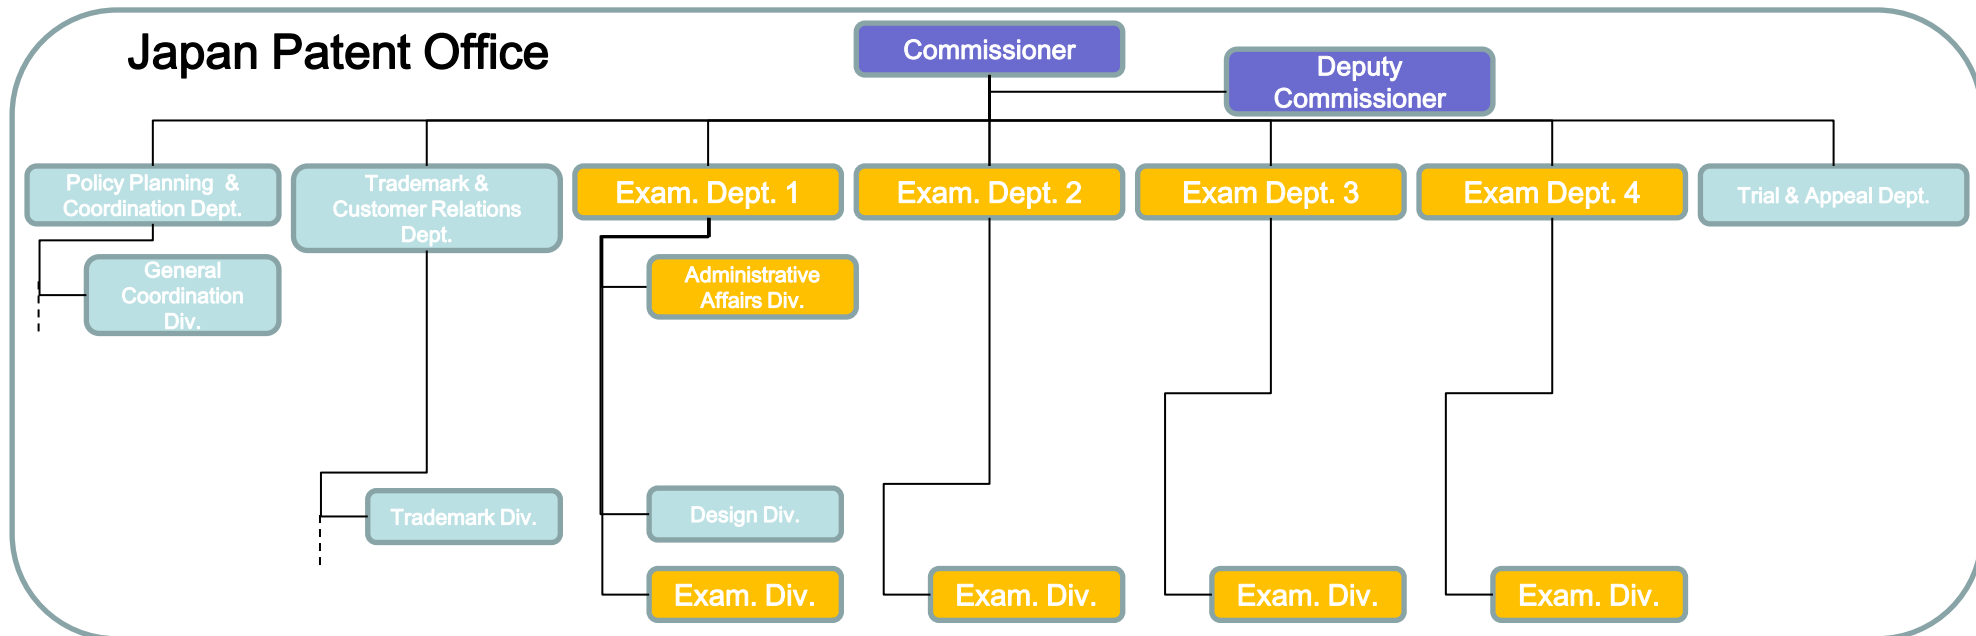 Japan Patent Office
Commissioner
Deputy
Commissioner
Policy Planning &
Coordination Dept.
Trademark &
Customer Relations
Dept.
Exam. Dept. 1
Exam. Dept. 2
Exam Dept. 3
Exam Dept. 4
Trial & Appeal Dept.
General
Coordination
Div.
Administrative
Affairs Div.
Trademark Div.
Design Div.
Exam. Div.
Exam. Div.
Exam. Div.
Exam. Div.